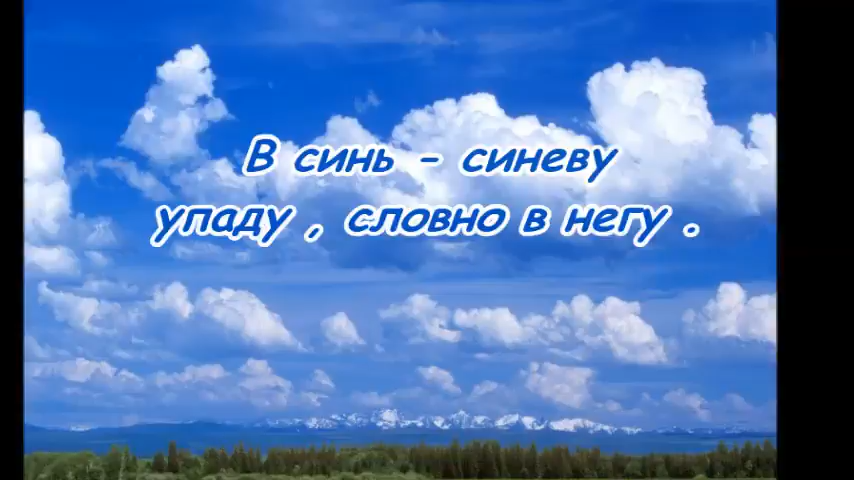 В синь - синеву
упаду , словно в негу .